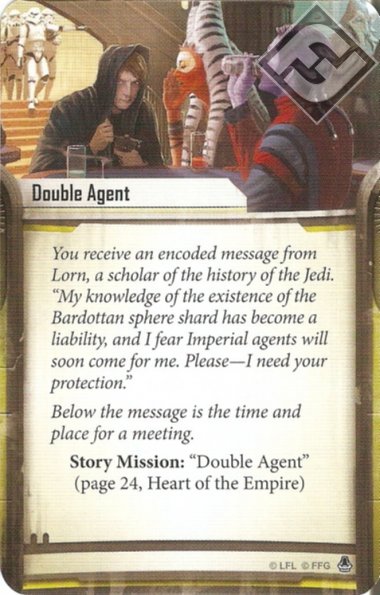 Double Agent
You receive an encoded message from
Lorn, a scholar of the history of the Jedi.
“My knowledge of the existence of the
Bardottan sphere shard has become a
liability, and I fear Imperial agents will
soon come for me. Please—I need your
protection.”
Below the message is the time and
place for a meeting.
Story Mission: “Double Agent”
(page 24, Heart of the Empire)
© LFL © FFG